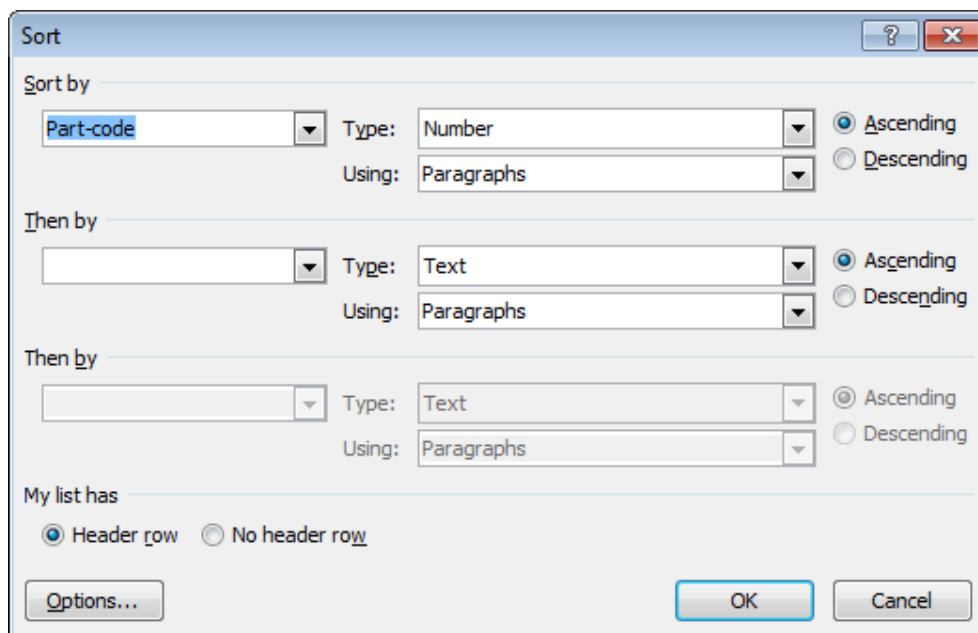 Sort
Sort by
Part-code Type: Number Ascending
Using: Paragraphs Descending
Then by
Type: Text Ascending
Using: Paragraphs Descending
Then by
Type: Text Ascending
Using: Paragraphs Descending
My list has
Header row No header row
Options... OK Cancel